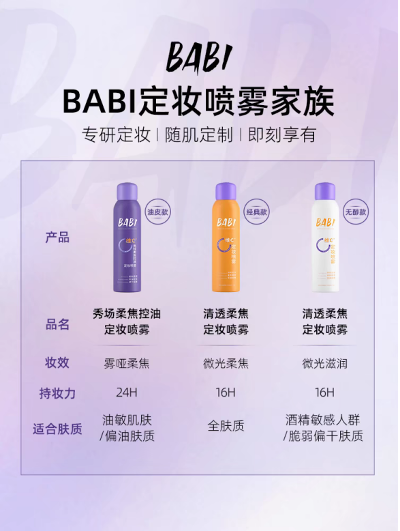 BABI
BABI定妆喷雾家族
专研定妆 | 随肌定制 | 即刻享有
产品
油皮款
经典款
无醇款
BABI
BABI
BABI
品名
秀场柔焦控油
定妆喷雾
清透柔焦
定妆喷雾
清透柔焦
定妆喷雾
妆效
雾哑柔焦
微光柔焦
微光滋润
持妆力
24H
16H
16H
适合肤质
油敏肌肤
/偏油肤质
全肤质
酒精敏感人群
/脆弱偏干肤质